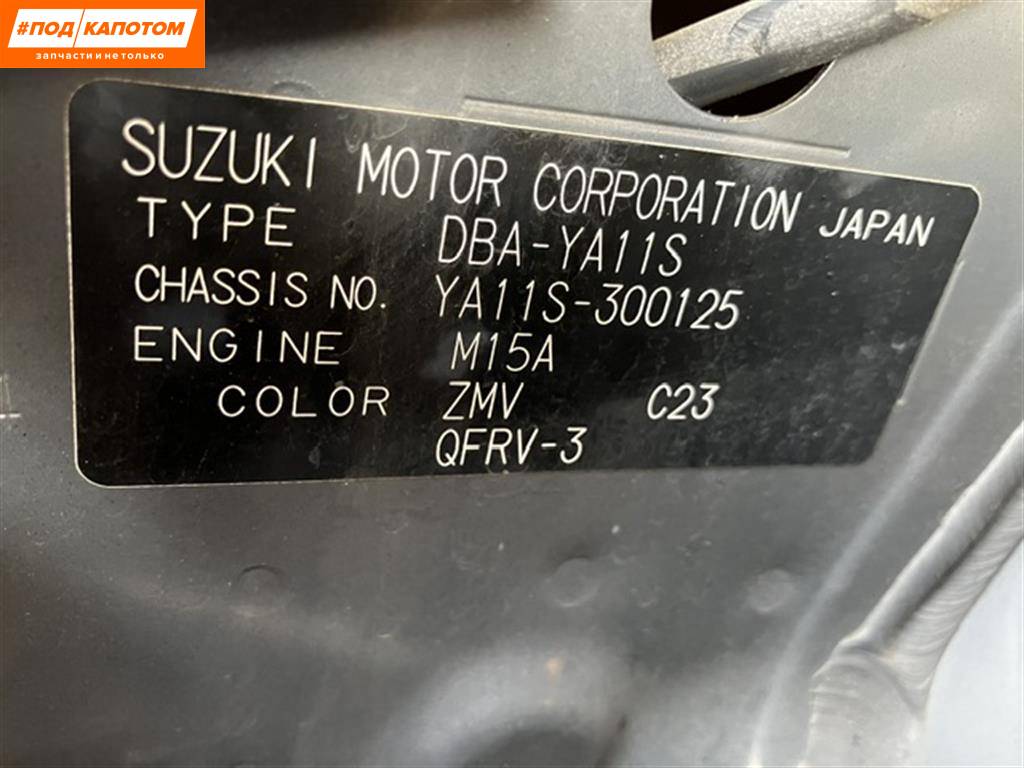 #ПОД КАПОТОМ
ЗАПЧАСТИ И НЕ ТОЛЬКО
SUZUKI MOTOR CORPORATION JAPAN
TYPE DBA-YA11S
CHASSIS NO. YA11S-300125
ENGINE M15A
COLOR ZMV C23
QFRV-3